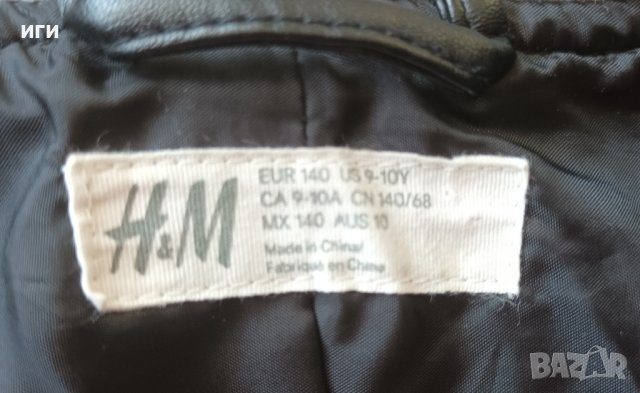 иги
H&M
EUR 140 US 9-10Y
CA 9-10A CN 140/68
MX 140 AUS 10
Made in China/
Fabriqué en Chine
BAZAR